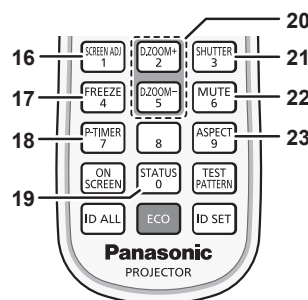 20
16 SCREEN ADJ D.ZOOM+ SHUTTER 21
1 2 3
17 FREEZE D.ZOOM− MUTE 22
4 5 6
18 P-TIMER ASPECT 23
7 8 9
19
ON SCREEN STATUS 0 TEST PATTERN
ID ALL ECO ID SET
Panasonic
PROJECTOR